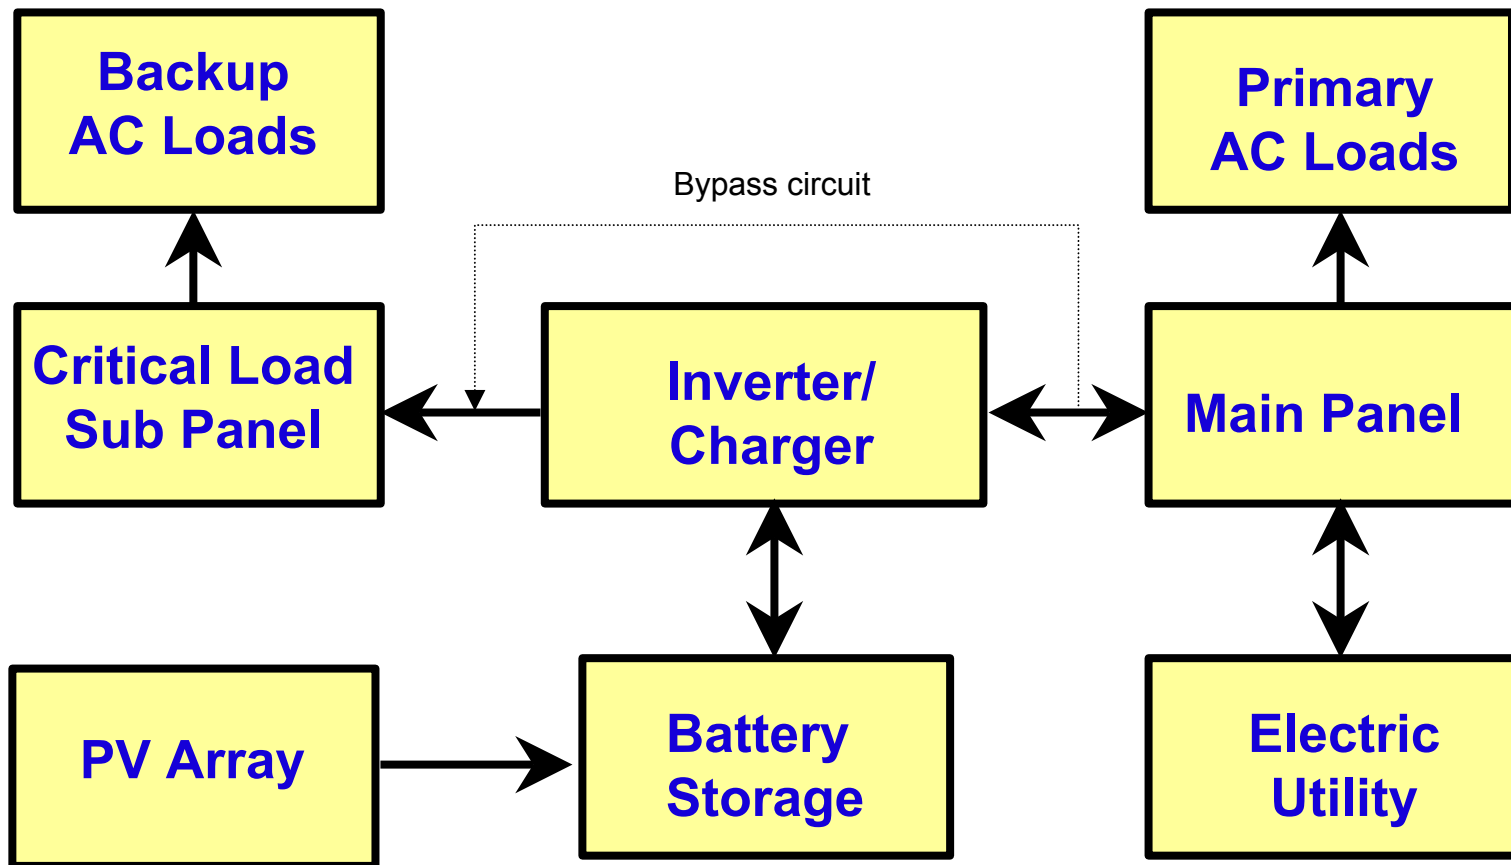 Backup
AC Loads
Primary
AC Loads
Bypass circuit
Critical Load
Sub Panel
Inverter/
Charger
Main Panel
PV Array
Battery
Storage
Electric
Utility